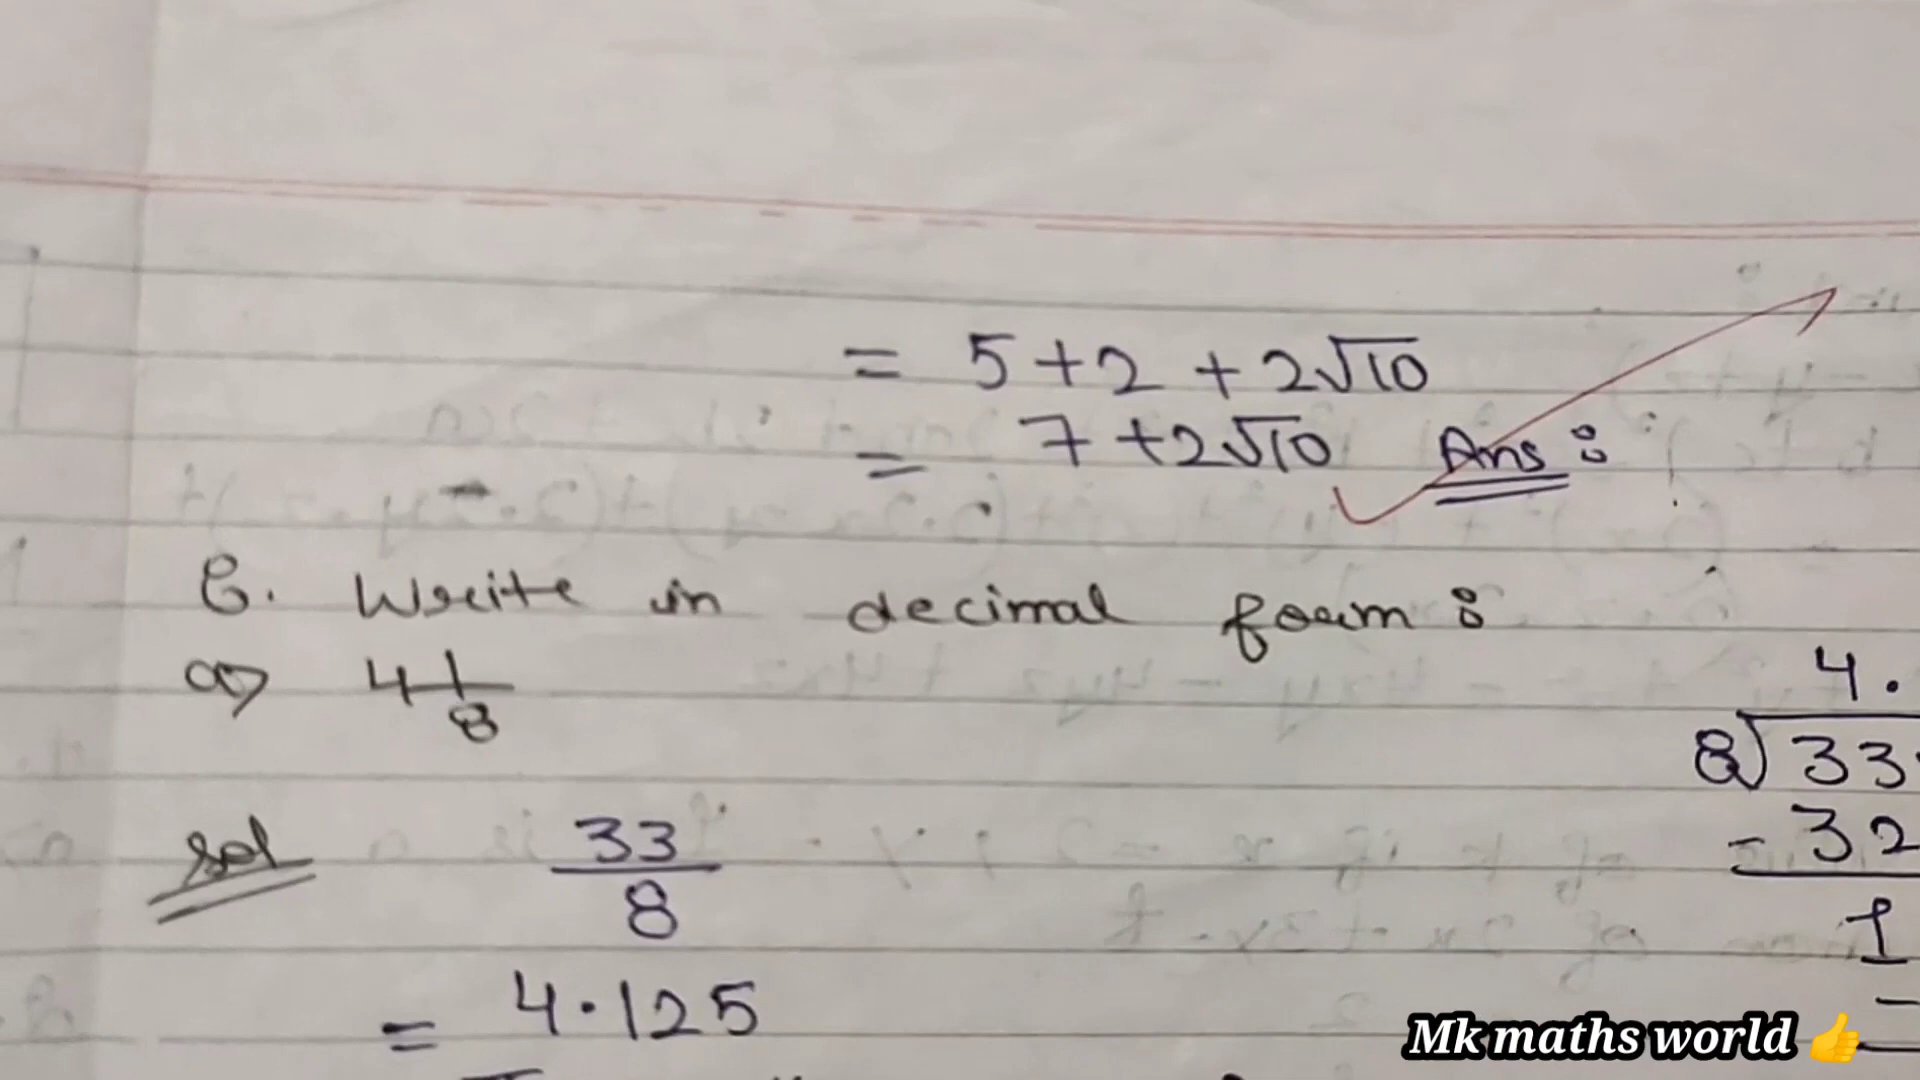 = 5+2 +2√10
= 7 +2√10 Ans :
6. Write in decimal form :
a> 4 1/8
sol 33/8
= 4.125
4.
8) 33
- 32
1
Mk maths world 👍